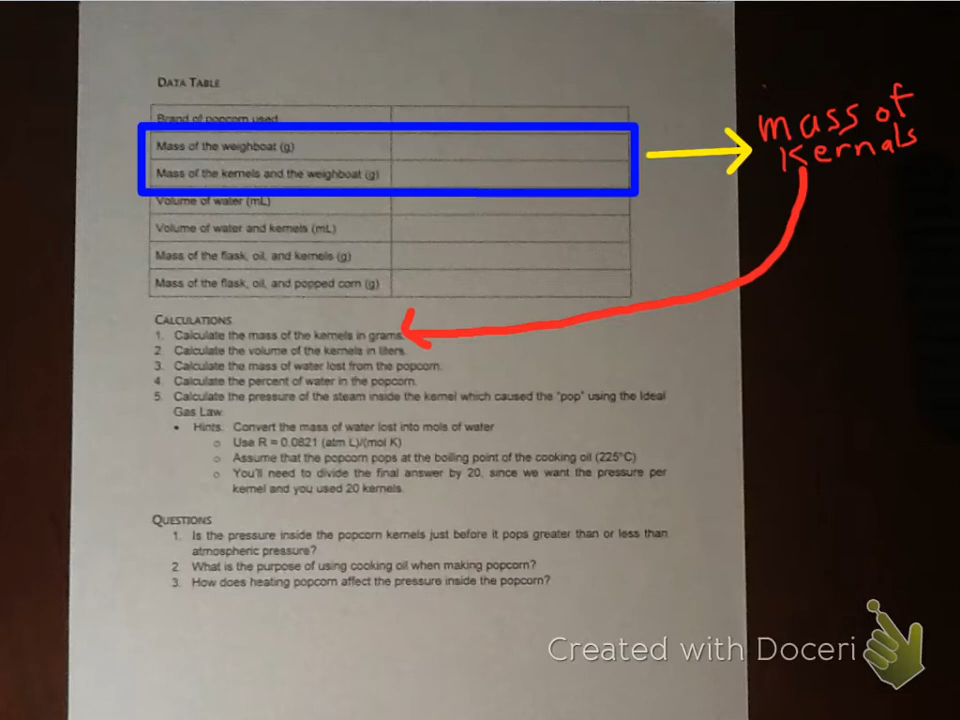 DATA TABLE
Brand of popcorn used
Mass of the weighboat (g)
Mass of the kernels and the weighboat (g)
Volume of water (mL)
Volume of water and kernels (mL)
Mass of the flask, oil, and kernels (g)
Mass of the flask, oil, and popped corn (g)
mass of
Kernals
CALCULATIONS
1. Calculate the mass of the kernels in grams.
2. Calculate the volume of the kernels in liters.
3. Calculate the mass of water lost from the popcorn.
4. Calculate the percent of water in the popcorn.
5. Calculate the pressure of the steam inside the kernel which caused the "pop" using the Ideal
Gas Law.
• Hints: Convert the mass of water lost into mols of water
o Use R = 0.0821 (atm L)/(mol K)
o Assume that the popcorn pops at the boiling point of the cooking oil (225°C)
o You'll need to divide the final answer by 20, since we want the pressure per
kernel and you used 20 kernels.
QUESTIONS
1. Is the pressure inside the popcorn kernels just before it pops greater than or less than
atmospheric pressure?
2. What is the purpose of using cooking oil when making popcorn?
3. How does heating popcorn affect the pressure inside the popcorn?
Created with Doceri